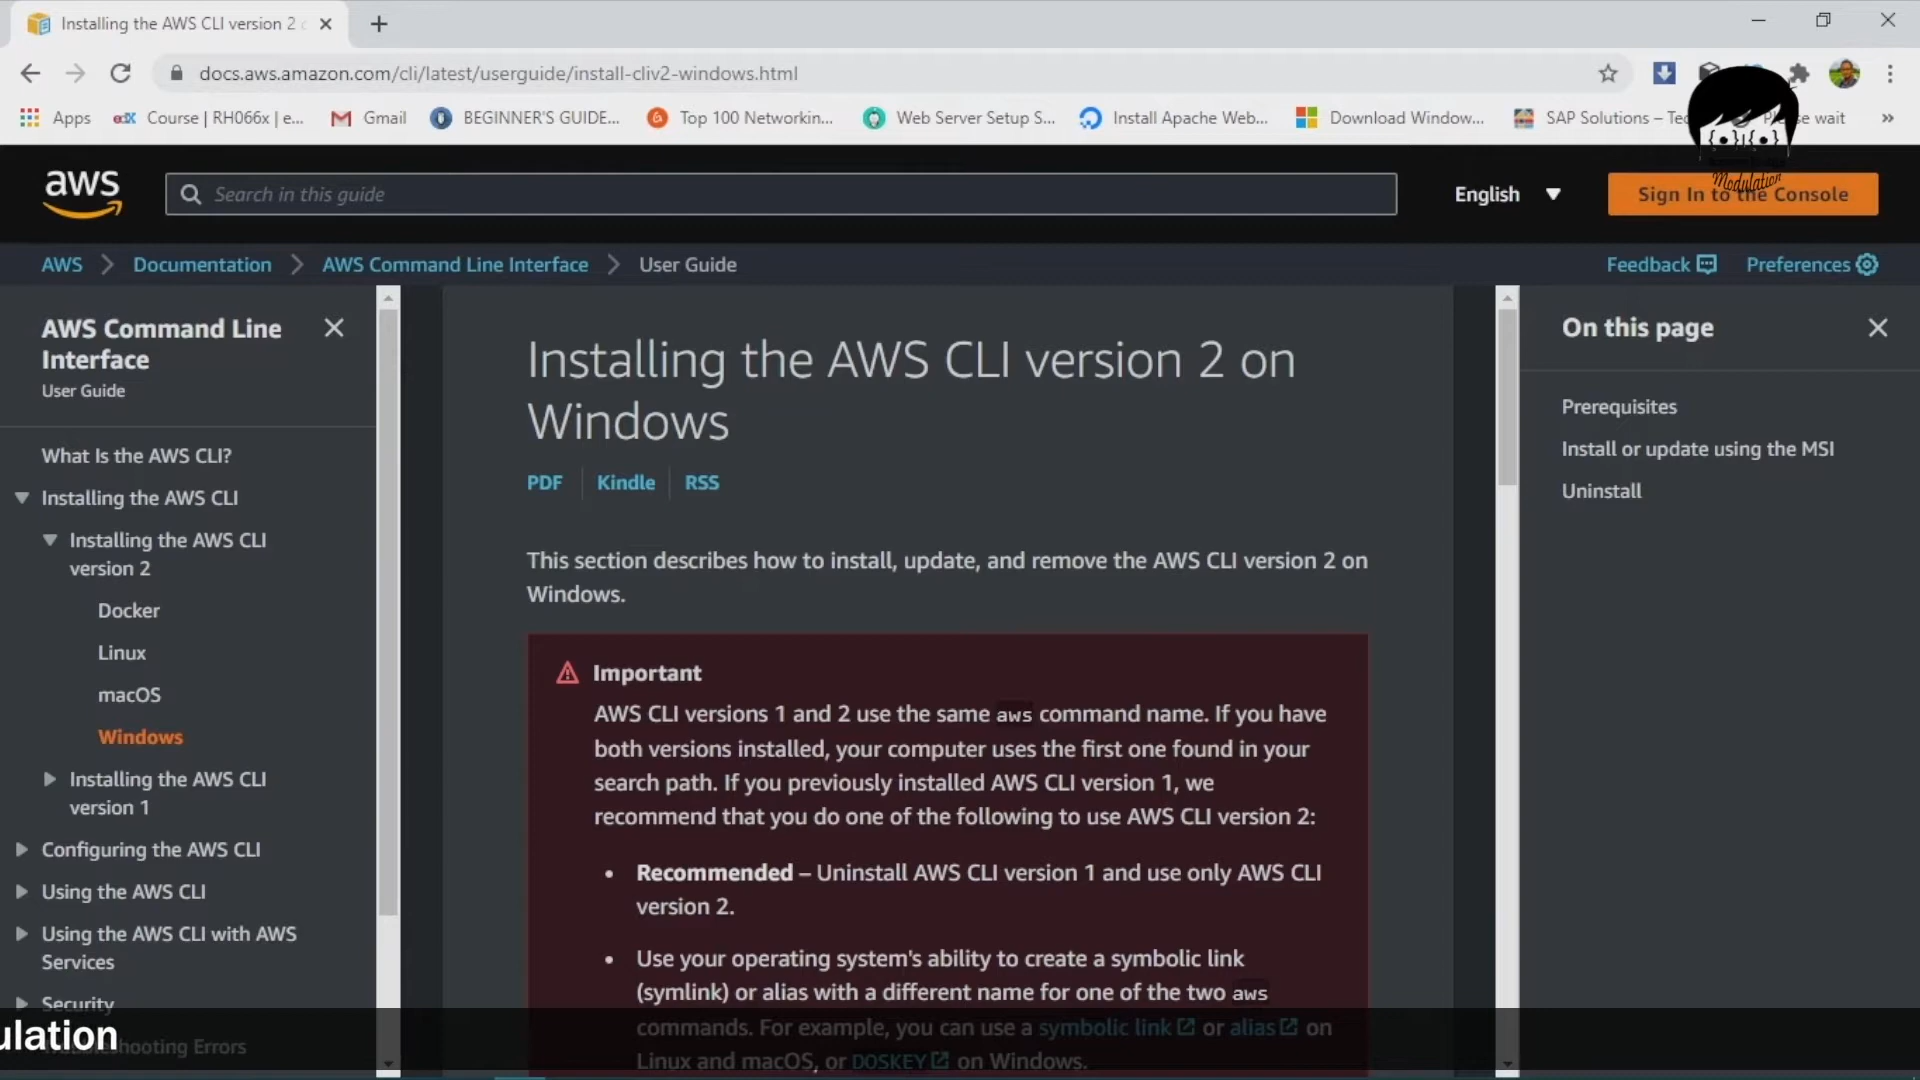 Installing the AWS CLI version 2
docs.aws.amazon.com/cli/latest/userguide/install-cliv2-windows.html
Apps
edX Course | RH066x | e...
Gmail
BEGINNER'S GUIDE...
Top 100 Networkin...
Web Server Setup S...
Install Apache Web...
Download Window...
SAP Solutions – Tec
wait
»
{•}|{•}
Modulation
aws
Search in this guide
English
Sign In to the Console
AWS > Documentation > AWS Command Line Interface > User Guide
Feedback
Preferences
AWS Command Line
Interface
User Guide
What Is the AWS CLI?
Installing the AWS CLI
Installing the AWS CLI
version 2
Docker
Linux
macOS
Windows
Installing the AWS CLI
version 1
Configuring the AWS CLI
Using the AWS CLI
Using the AWS CLI with AWS
Services
Security
shooting Errors
ulation
Installing the AWS CLI version 2 on
Windows
PDF
Kindle
RSS
This section describes how to install, update, and remove the AWS CLI version 2 on
Windows.
Important
AWS CLI versions 1 and 2 use the same aws command name. If you have
both versions installed, your computer uses the first one found in your
search path. If you previously installed AWS CLI version 1, we
recommend that you do one of the following to use AWS CLI version 2:
• Recommended – Uninstall AWS CLI version 1 and use only AWS CLI
version 2.
• Use your operating system's ability to create a symbolic link
(symlink) or alias with a different name for one of the two aws
commands. For example, you can use a symbolic link or alias on
Linux and macOS, or DOSKEY on Windows.
On this page
Prerequisites
Install or update using the MSI
Uninstall